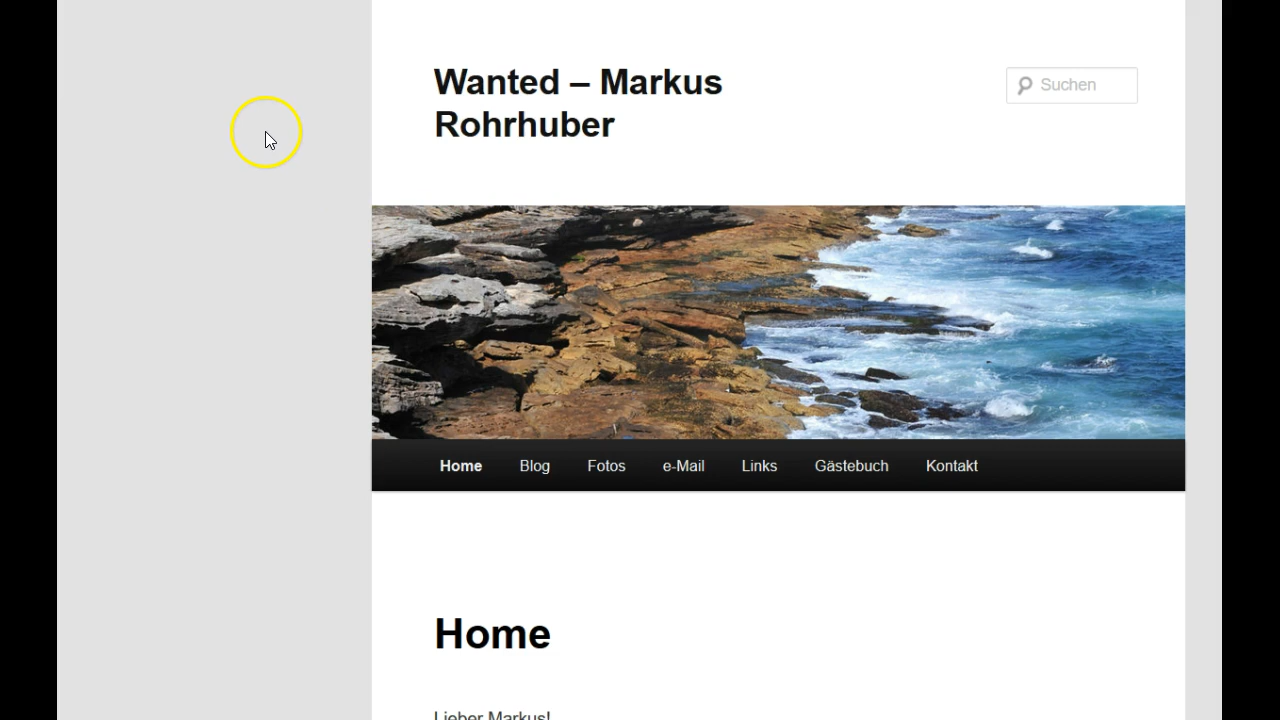 Wanted – Markus
Rohrhuber
Suchen
Home Blog Fotos e-Mail Links Gästebuch Kontakt
Home
Lieber Markus!